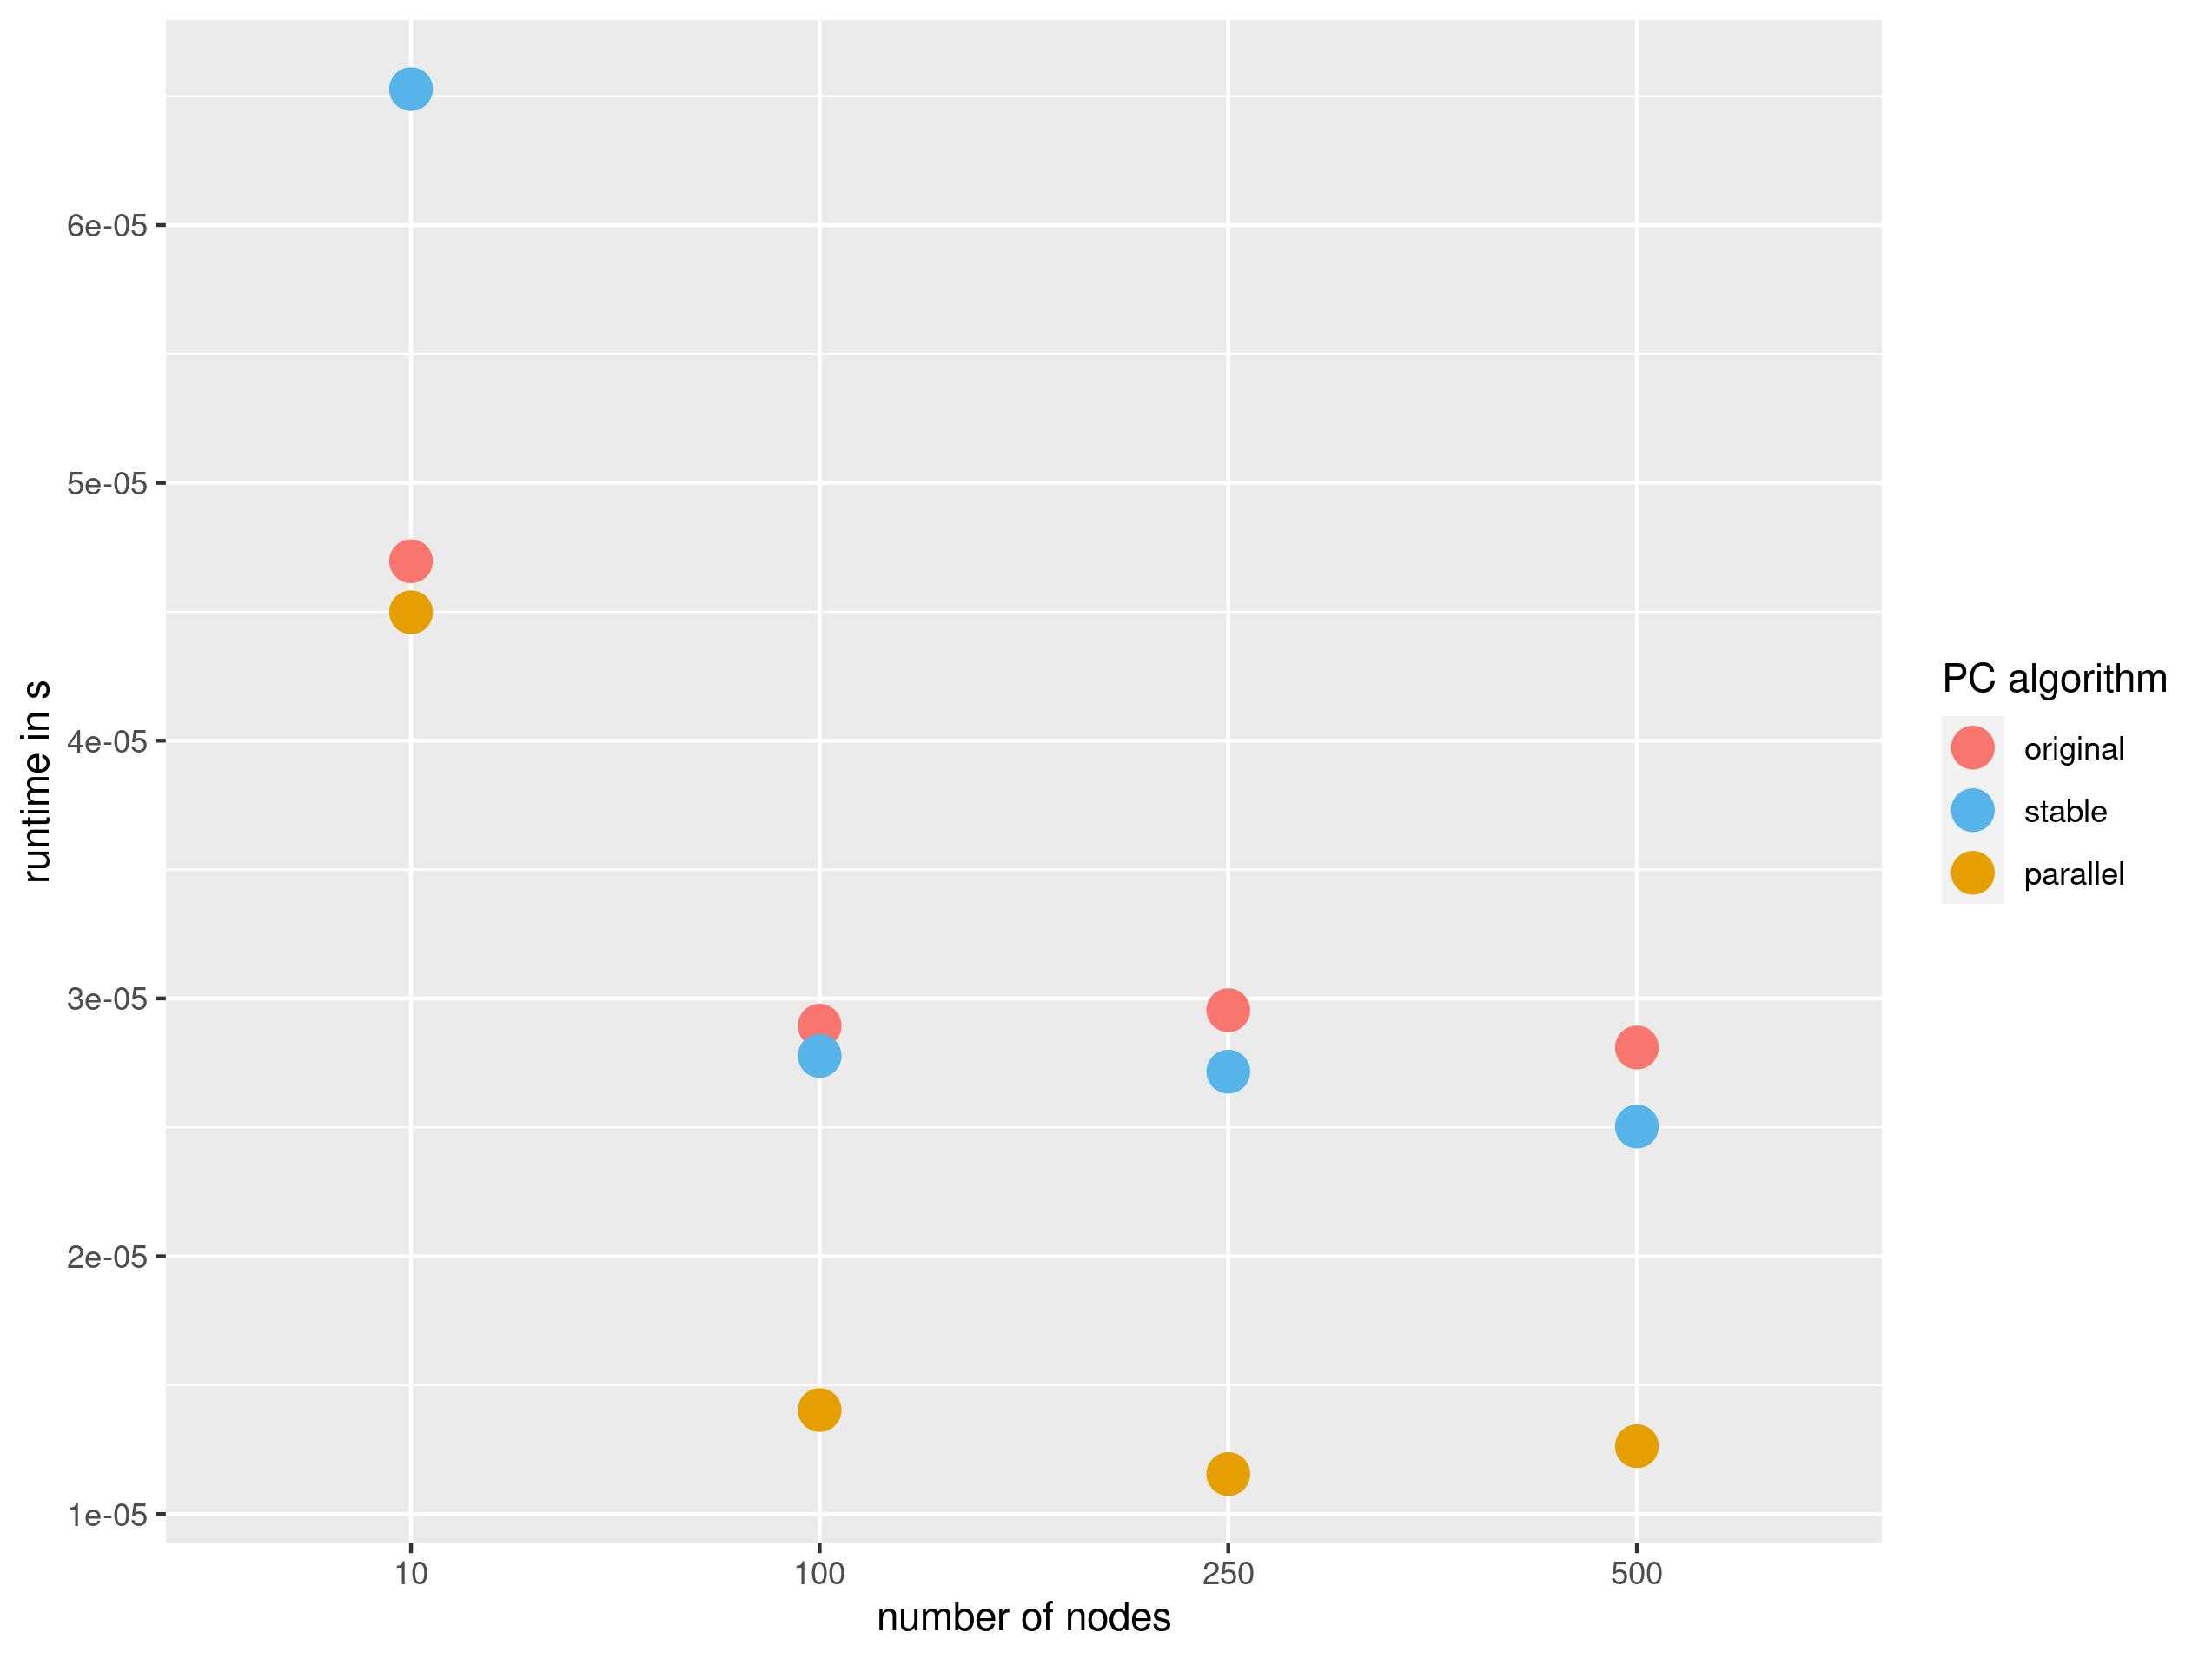 runtime in s
6e-05
5e-05
4e-05
3e-05
2e-05
1e-05
10
100
250
500
number of nodes
PC algorithm
original
stable
parallel